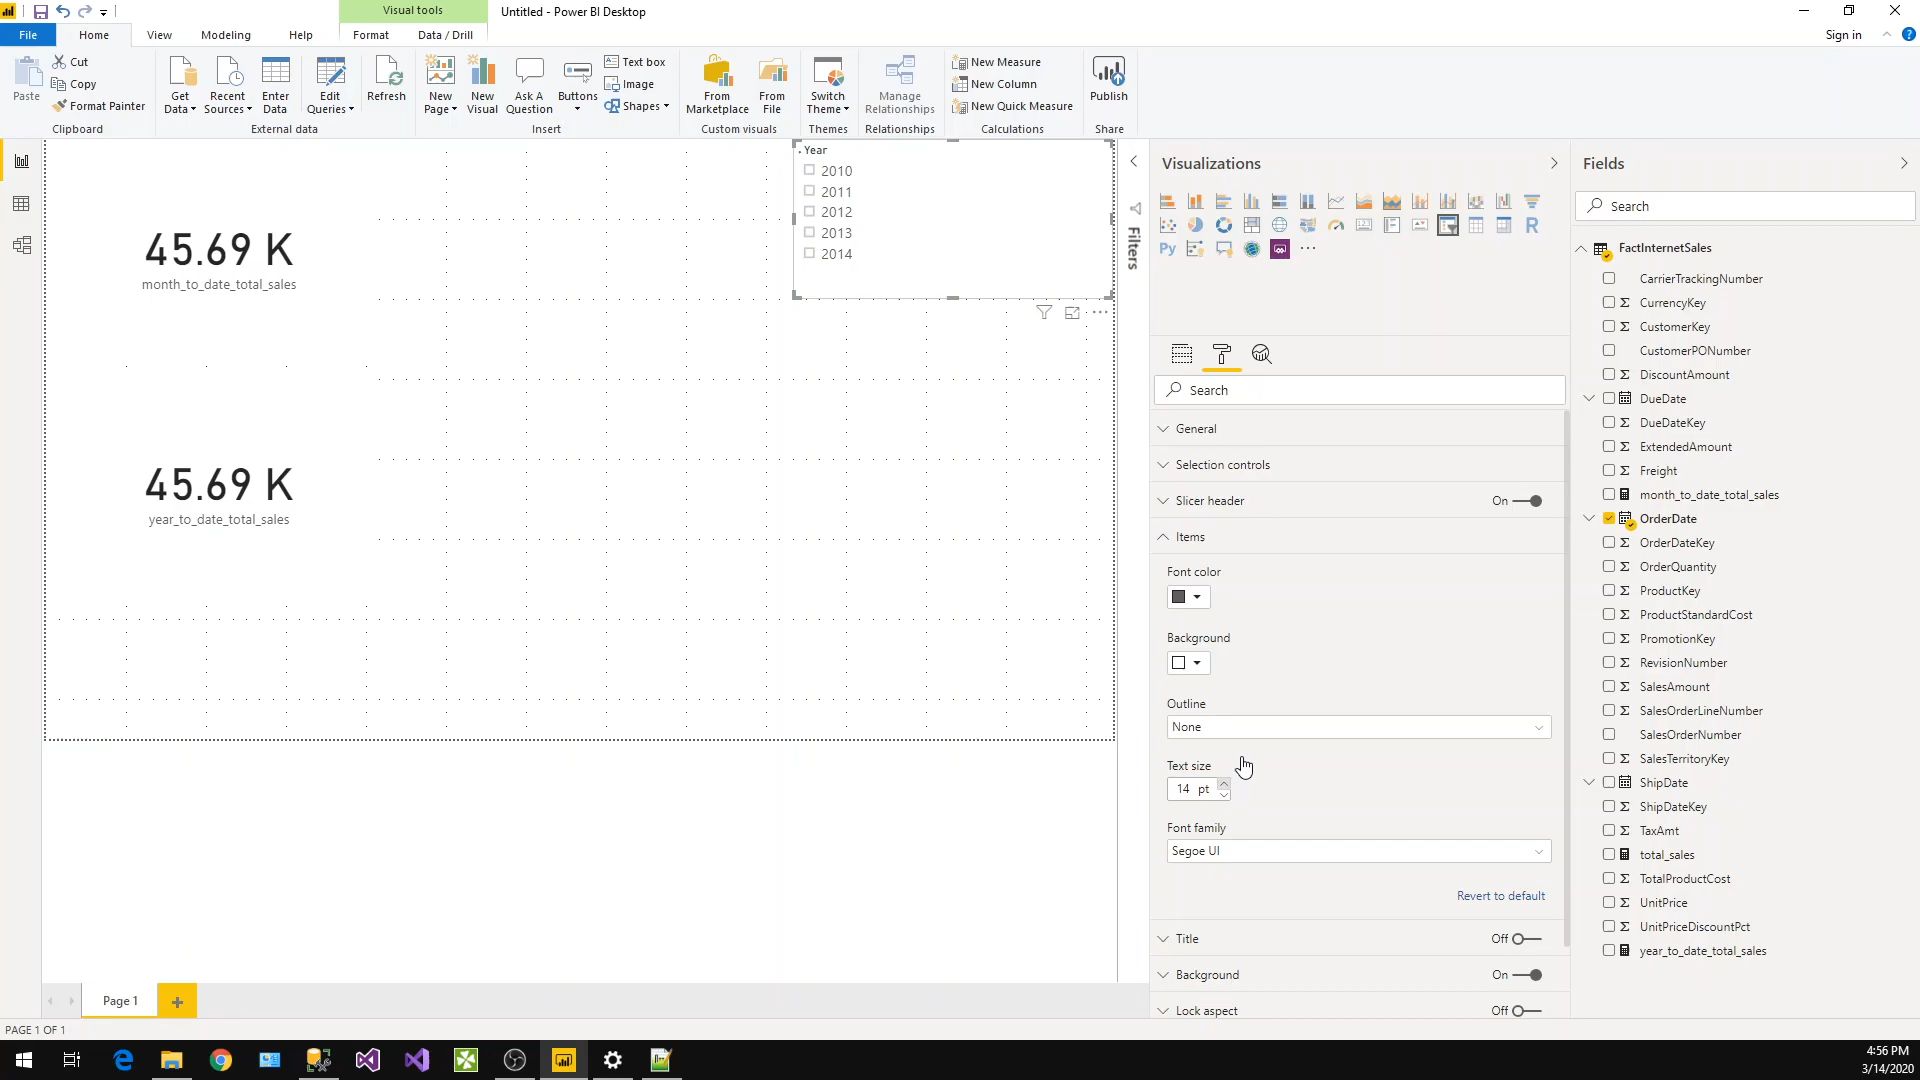 Visual tools
Untitled - Power BI Desktop
File
Home
View
Modeling
Help
Format
Data / Drill
Sign in
Paste
Cut
Copy
Format Painter
Clipboard
Get Data
Recent Sources
Enter Data
External data
Edit Queries
Refresh
New Page
New Visual
Ask A Question
Buttons
Text box
Image
Shapes
Insert
From Marketplace
From File
Custom visuals
Switch Theme
Themes
Manage Relationships
Relationships
New Measure
New Column
New Quick Measure
Calculations
Publish
Share
45.69 K
month_to_date_total_sales
45.69 K
year_to_date_total_sales
Year
2010
2011
2012
2013
2014
Filters
Visualizations
R
Py
Search
General
Selection controls
Slicer header
On
Items
Font color
Background
Outline
None
Text size
14 pt
Font family
Segoe UI
Revert to default
Title
Off
Background
On
Lock aspect
Off
Fields
Search
FactInternetSales
CarrierTrackingNumber
CurrencyKey
CustomerKey
CustomerPONumber
DiscountAmount
DueDate
DueDateKey
ExtendedAmount
Freight
month_to_date_total_sales
OrderDate
OrderDateKey
OrderQuantity
ProductKey
ProductStandardCost
PromotionKey
RevisionNumber
SalesAmount
SalesOrderLineNumber
SalesOrderNumber
SalesTerritoryKey
ShipDate
ShipDateKey
TaxAmt
total_sales
TotalProductCost
UnitPrice
UnitPriceDiscountPct
year_to_date_total_sales
Page 1
PAGE 1 OF 1
4:56 PM
3/14/2020